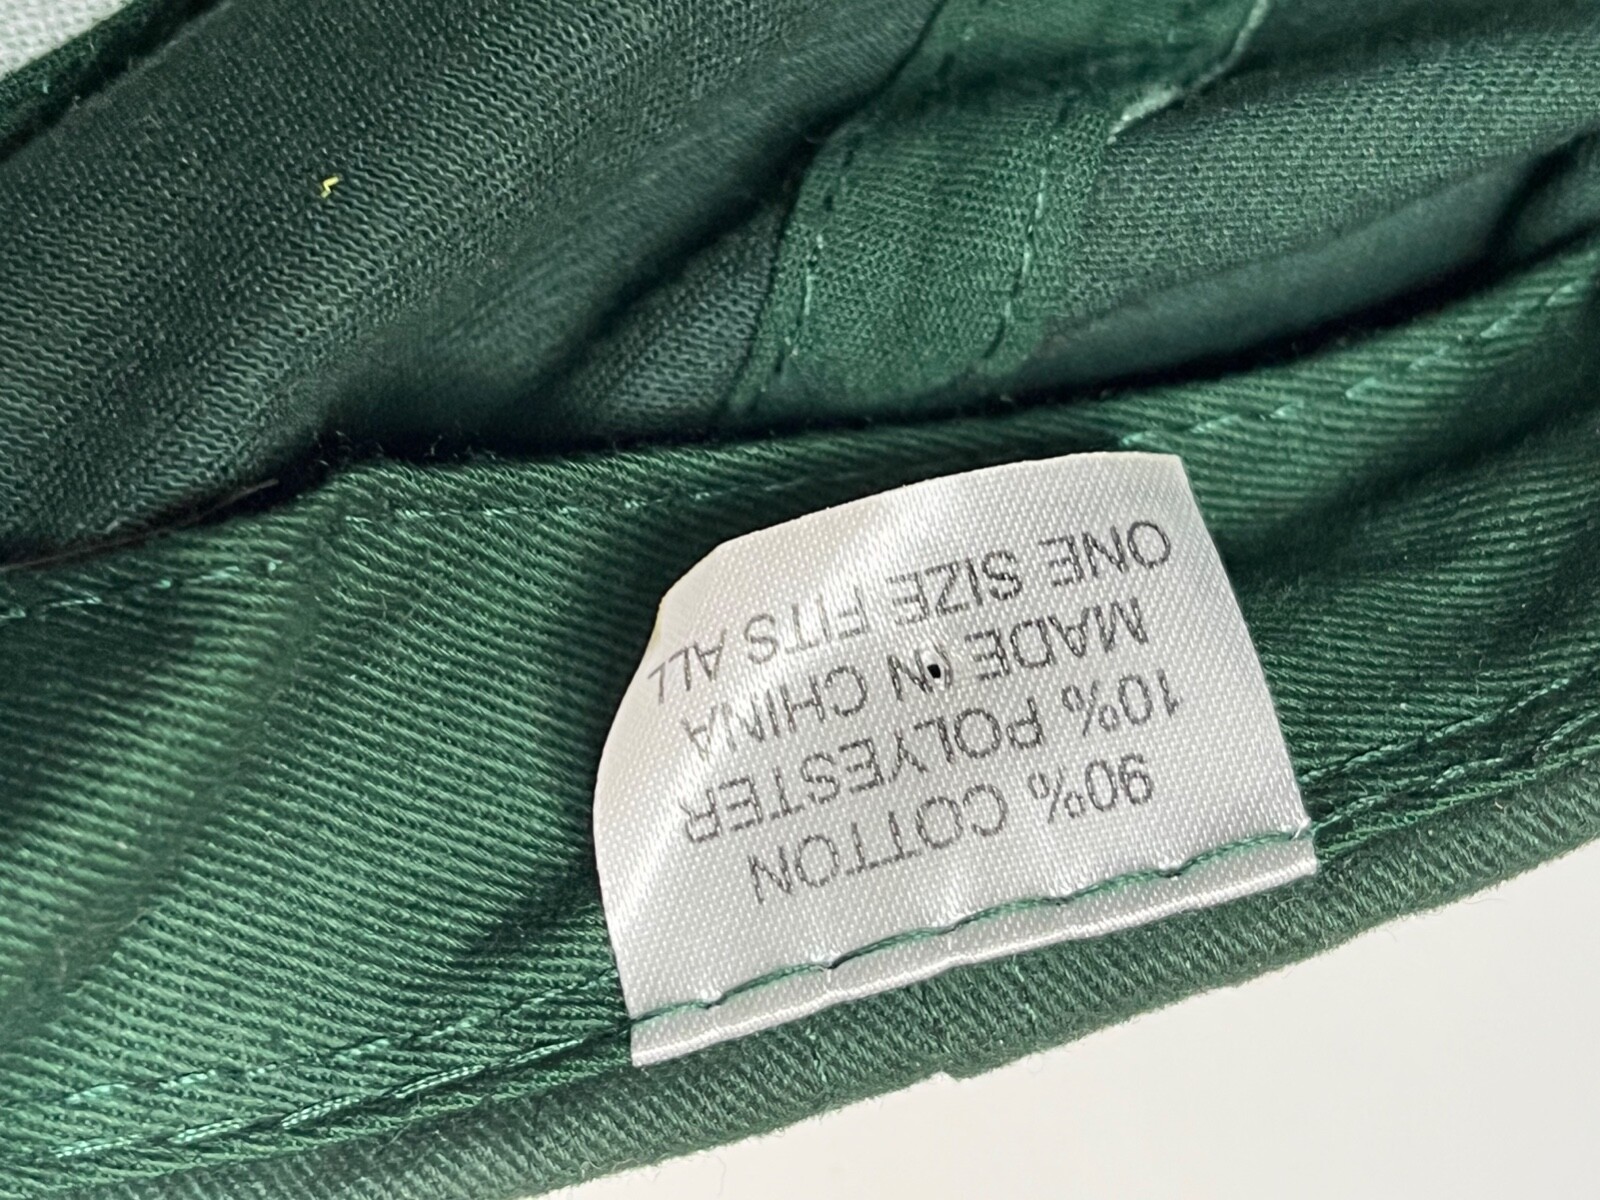 90% COTTON
10% POLYESTER
MADE IN CHINA
ONE SIZE FITS ALL